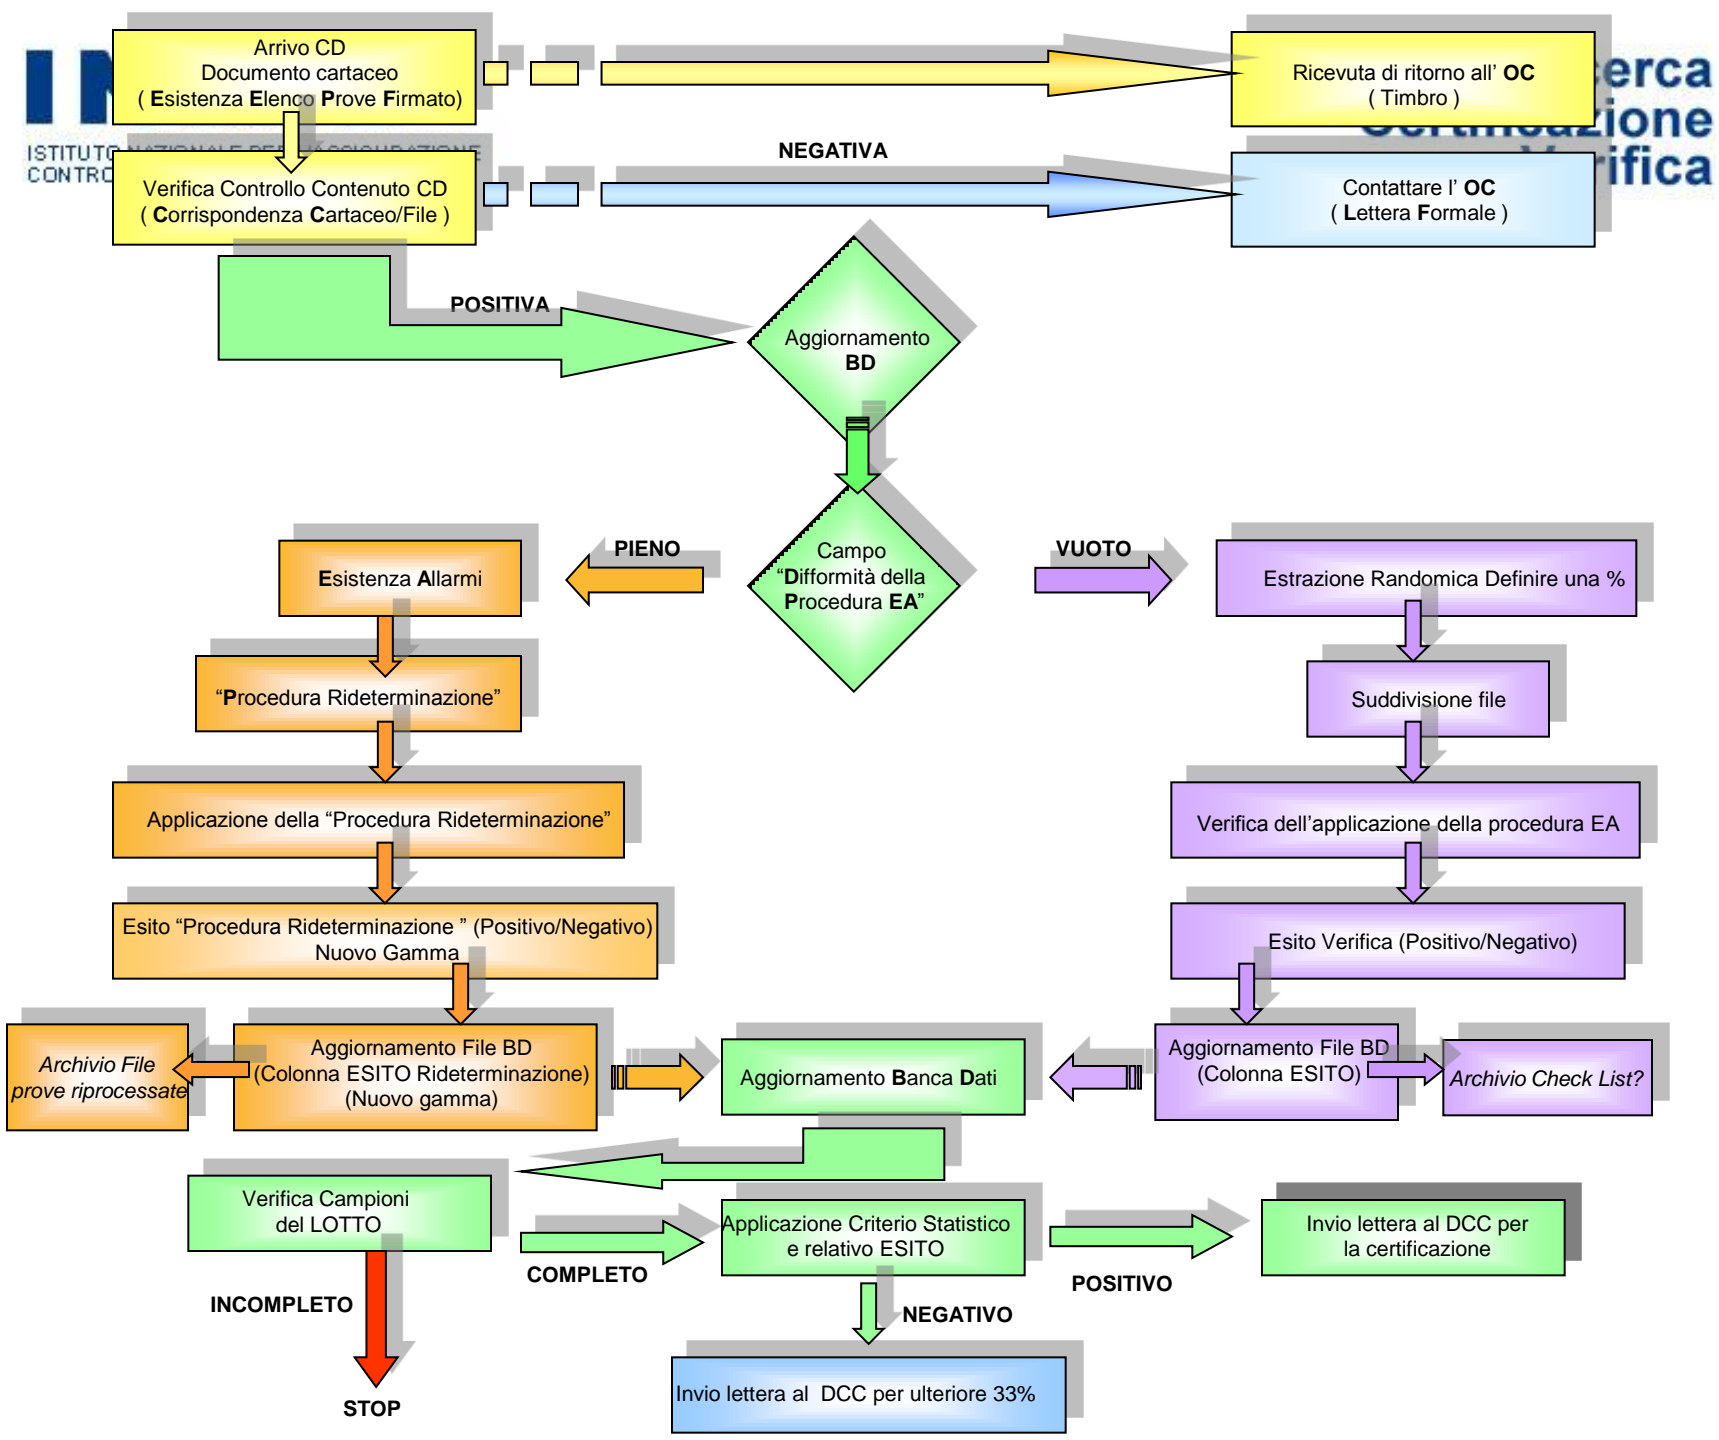 Arrivo CD
Documento cartaceo
( Esistenza Elenco Prove Firmato)
Ricevuta di ritorno all’ OC
( Timbro )
ISTITUTO
CONTRO
Verifica Controllo Contenuto CD
( Corrispondenza Cartaceo/File )
NEGATIVA
Contattare l’ OC
( Lettera Formale )
POSITIVA
Aggiornamento
BD
PIENO
VUOTO
Esistenza Allarmi
Campo
“Difformità della
Procedura EA”
Estrazione Randomica Definire una %
“Procedura Rideterminazione”
Suddivisione file
Applicazione della “Procedura Rideterminazione”
Verifica dell’applicazione della procedura EA
Esito “Procedura Rideterminazione ” (Positivo/Negativo)
Nuovo Gamma
Esito Verifica (Positivo/Negativo)
Archivio File
prove riprocessate
Aggiornamento File BD
(Colonna ESITO Rideterminazione)
(Nuovo gamma)
Aggiornamento Banca Dati
Aggiornamento File BD
(Colonna ESITO)
Archivio Check List?
Verifica Campioni
del LOTTO
COMPLETO
Applicazione Criterio Statistico
e relativo ESITO
POSITIVO
Invio lettera al DCC per
la certificazione
INCOMPLETO
NEGATIVO
STOP
Invio lettera al DCC per ulteriore 33%